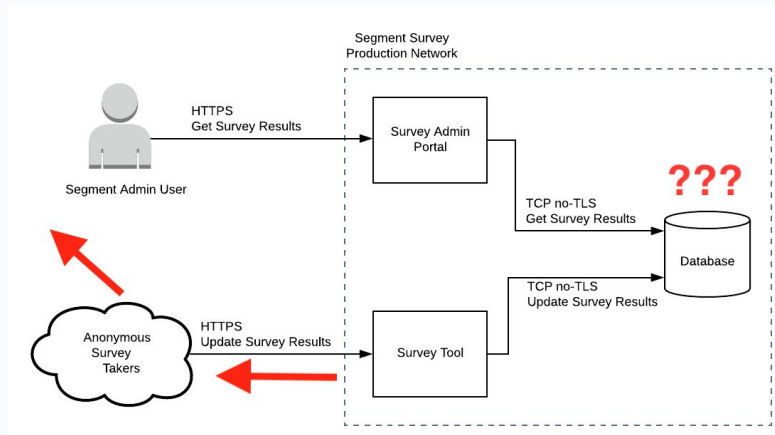 Segment Survey
Production Network
HTTPS
Get Survey Results
Survey Admin
Portal
Segment Admin User
???
TCP no-TLS
Get Survey Results
Database
TCP no-TLS
Update Survey Results
Anonymous
Survey
Takers
HTTPS
Update Survey Results
Survey Tool